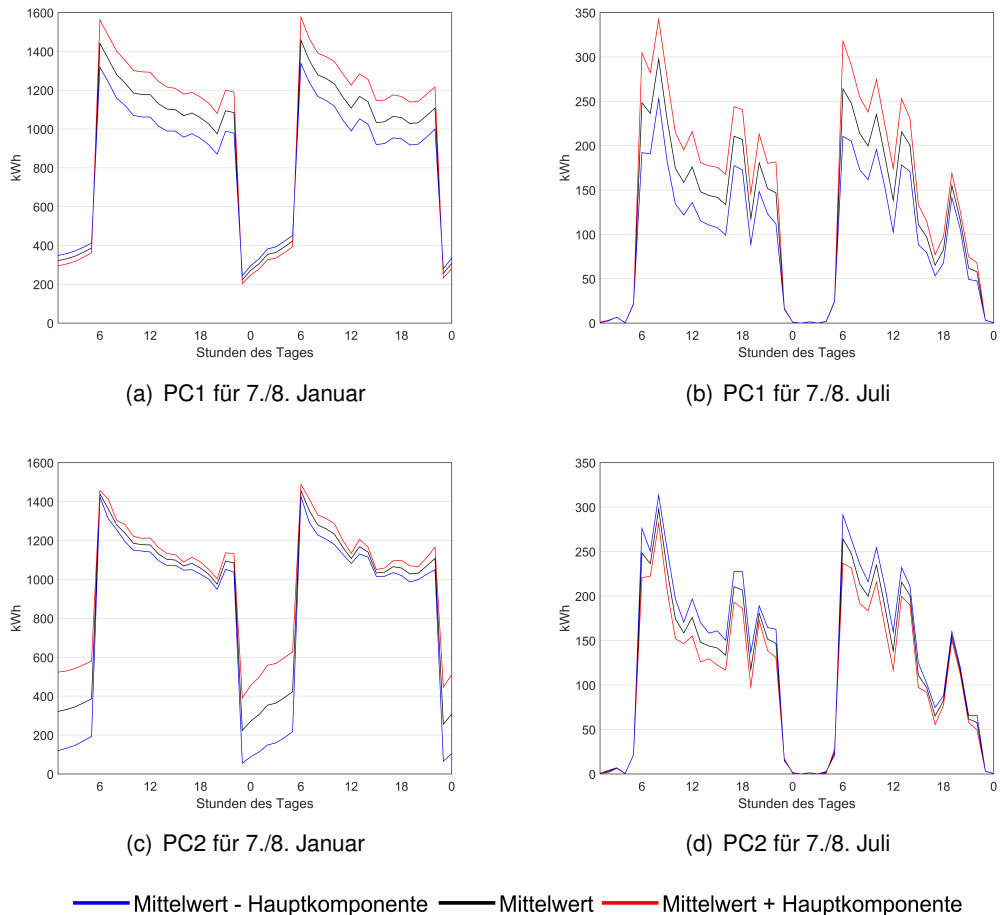 1600
1400
1200
1000
800
600
400
200
0
kWh
6 12 18 0 6 12 18 0
Stunden des Tages
(a) PC1 für 7./8. Januar
350
300
250
200
150
100
50
0
kWh
6 12 18 0 6 12 18 0
Stunden des Tages
(b) PC1 für 7./8. Juli
1600
1400
1200
1000
800
600
400
200
0
kWh
6 12 18 0 6 12 18 0
Stunden des Tages
(c) PC2 für 7./8. Januar
350
300
250
200
150
100
50
0
kWh
6 12 18 0 6 12 18 0
Stunden des Tages
(d) PC2 für 7./8. Juli
Mittelwert - Hauptkomponente Mittelwert Mittelwert + Hauptkomponente